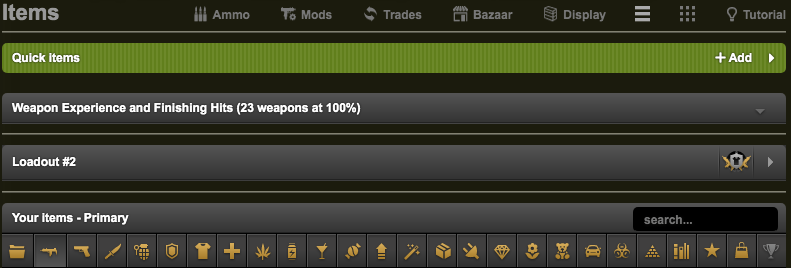 Items Ammo Mods Trades Bazaar Display Tutorial
Quick Items + Add
Weapon Experience and Finishing Hits (23 weapons at 100%)
Loadout #2
Your Items - Primary search...